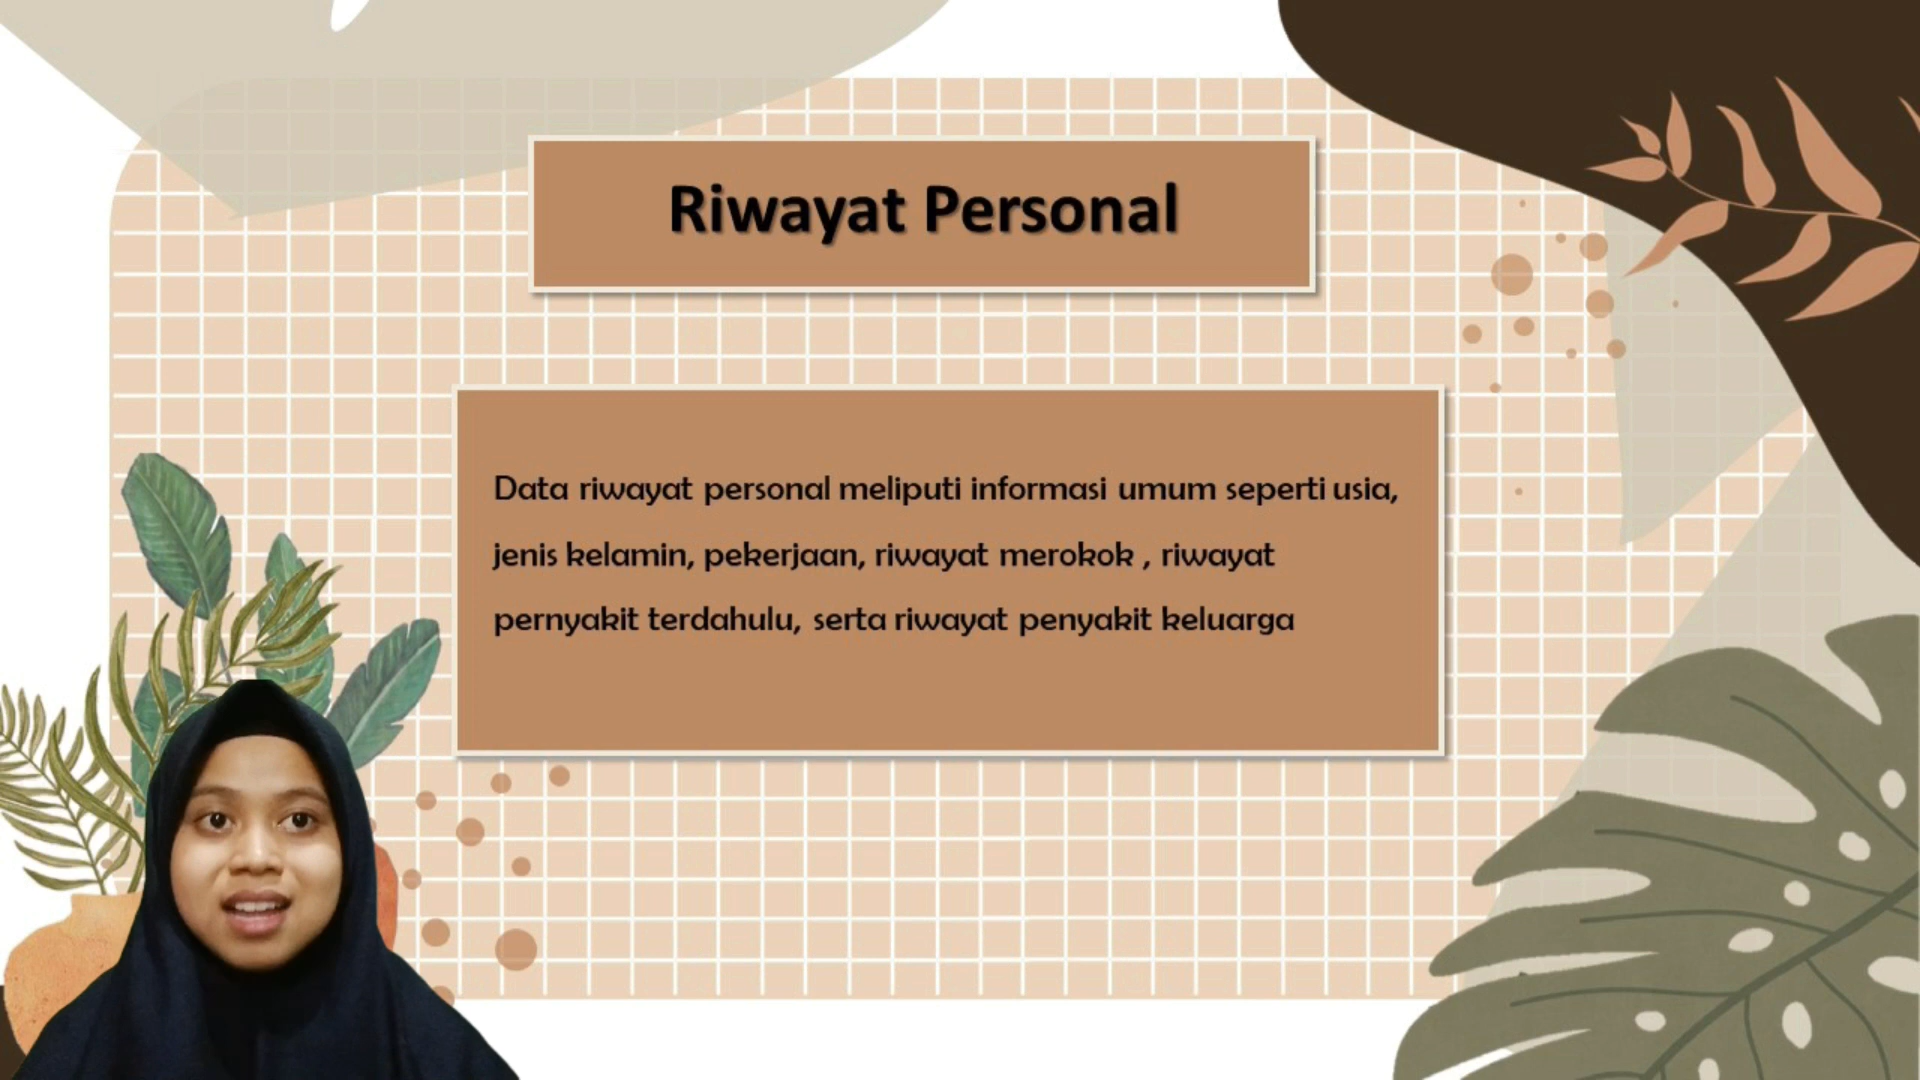 Riwayat Personal
Data riwayat personal meliputi informasi umum seperti usia,
jenis kelamin, pekerjaan, riwayat merokok , riwayat
pernyakit terdahulu, serta riwayat penyakit keluarga